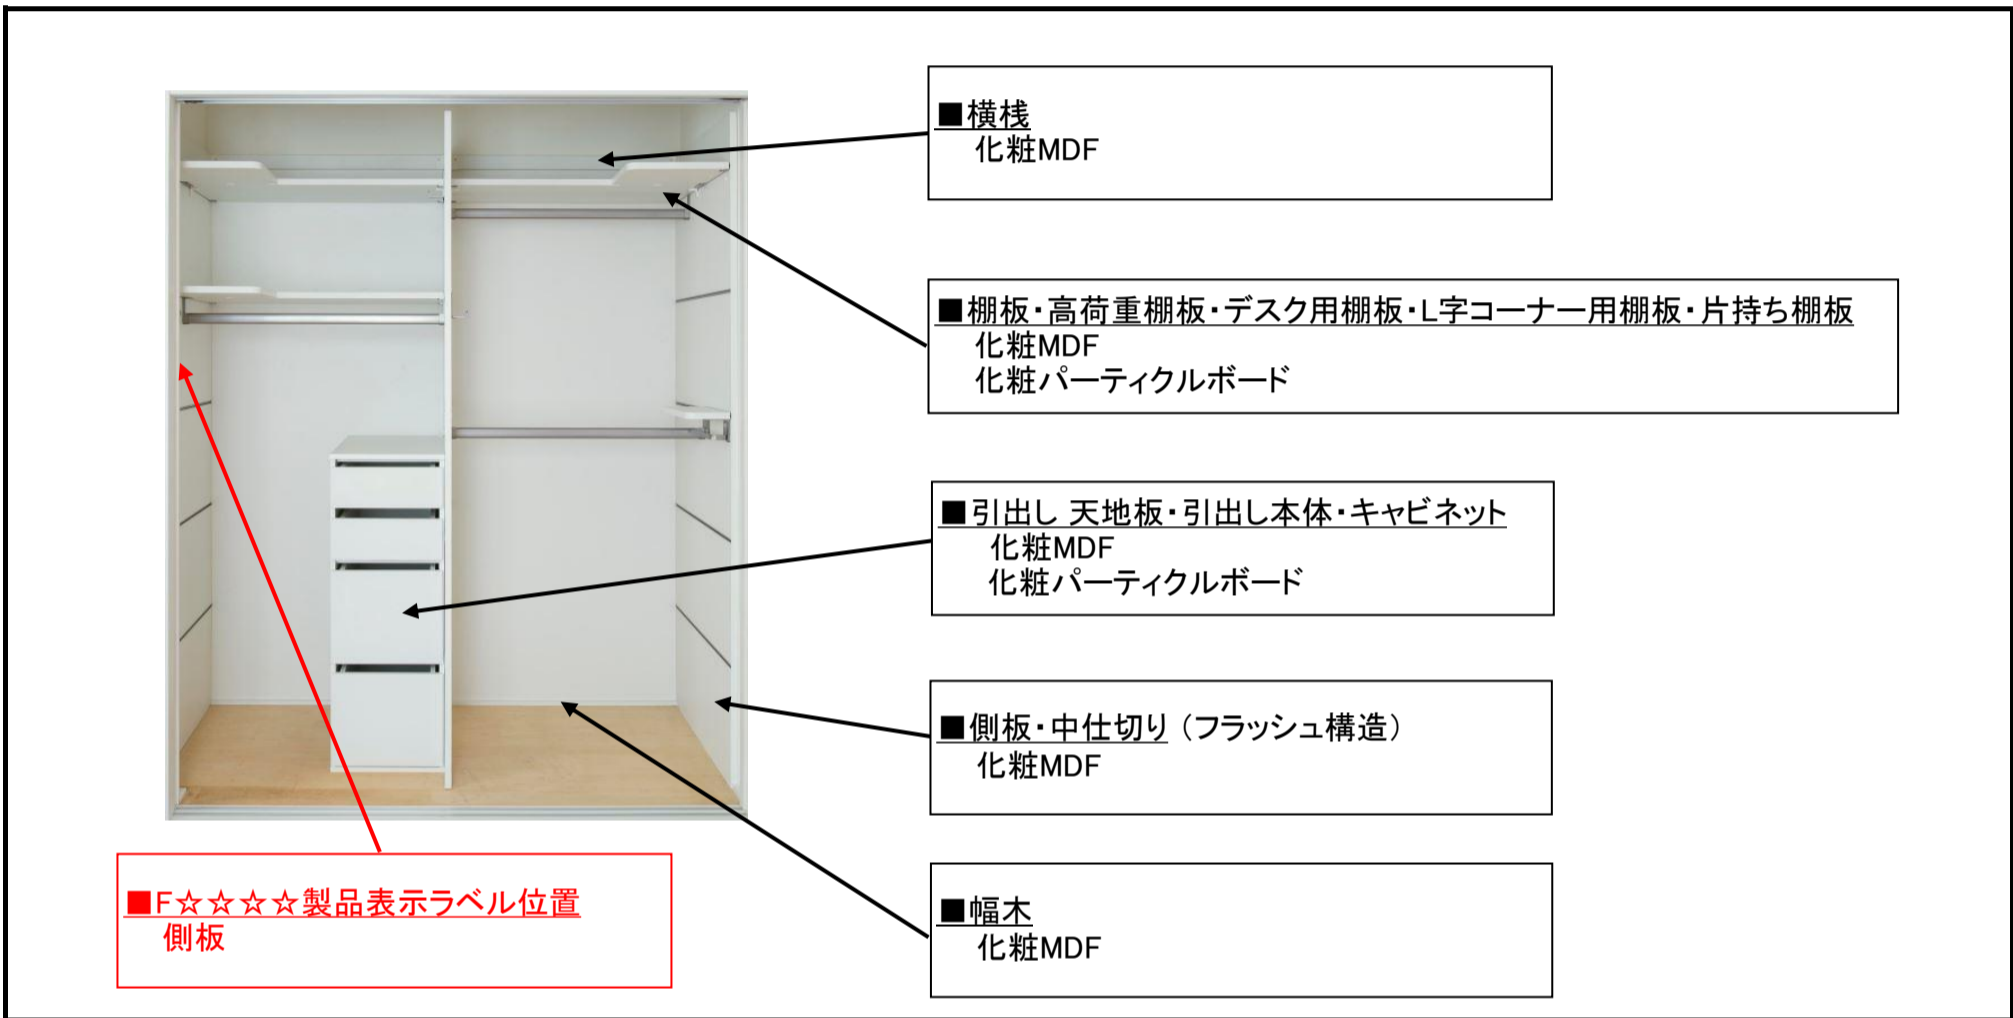 ■横桟
化粧MDF
■棚板・高荷重棚板・デスク用棚板・L字コーナー用棚板・片持ち棚板
化粧MDF
化粧パーティクルボード
■引出し 天地板・引出し本体・キャビネット
化粧MDF
化粧パーティクルボード
■側板・中仕切り（フラッシュ構造）
化粧MDF
■F☆☆☆☆製品表示ラベル位置
側板
■幅木
化粧MDF